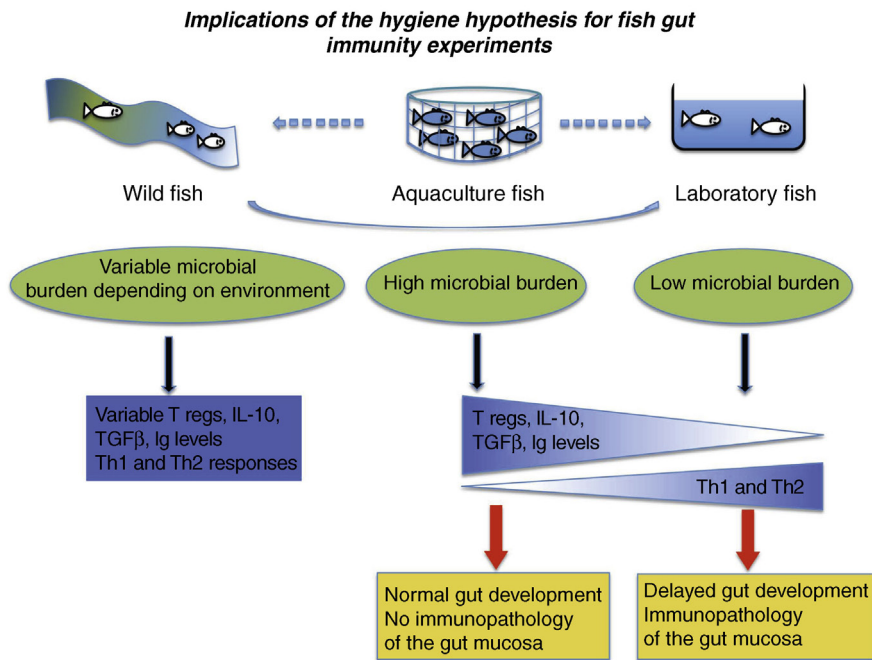 Implications of the hygiene hypothesis for fish gut
immunity experiments
Wild fish
Aquaculture fish
Laboratory fish
Variable microbial
burden depending on environment
High microbial burden
Low microbial burden
Variable T regs, IL-10,
TGFβ, Ig levels
Th1 and Th2 responses
T regs, IL-10,
TGFβ, Ig levels
Th1 and Th2
Normal gut development
No immunopathology
of the gut mucosa
Delayed gut development
Immunopathology
of the gut mucosa